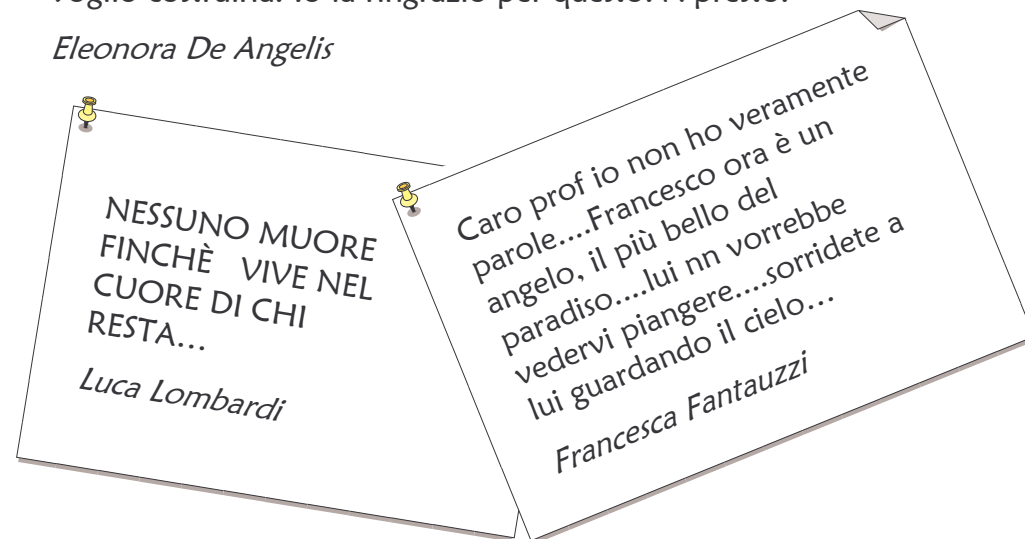 voglio costruirla. Io la ringrazio per questo. A presto.
Eleonora De Angelis
NESSUNO MUORE
FINCHÈ VIVE NEL
CUORE DI CHI
RESTA...
Luca Lombardi
Caro prof io non ho veramente
parole....Francesco ora è un
angelo, il più bello del
paradiso....lui nn vorrebbe
vedervi piangere....sorridete a
lui guardando il cielo...
Francesca Fantauzzi